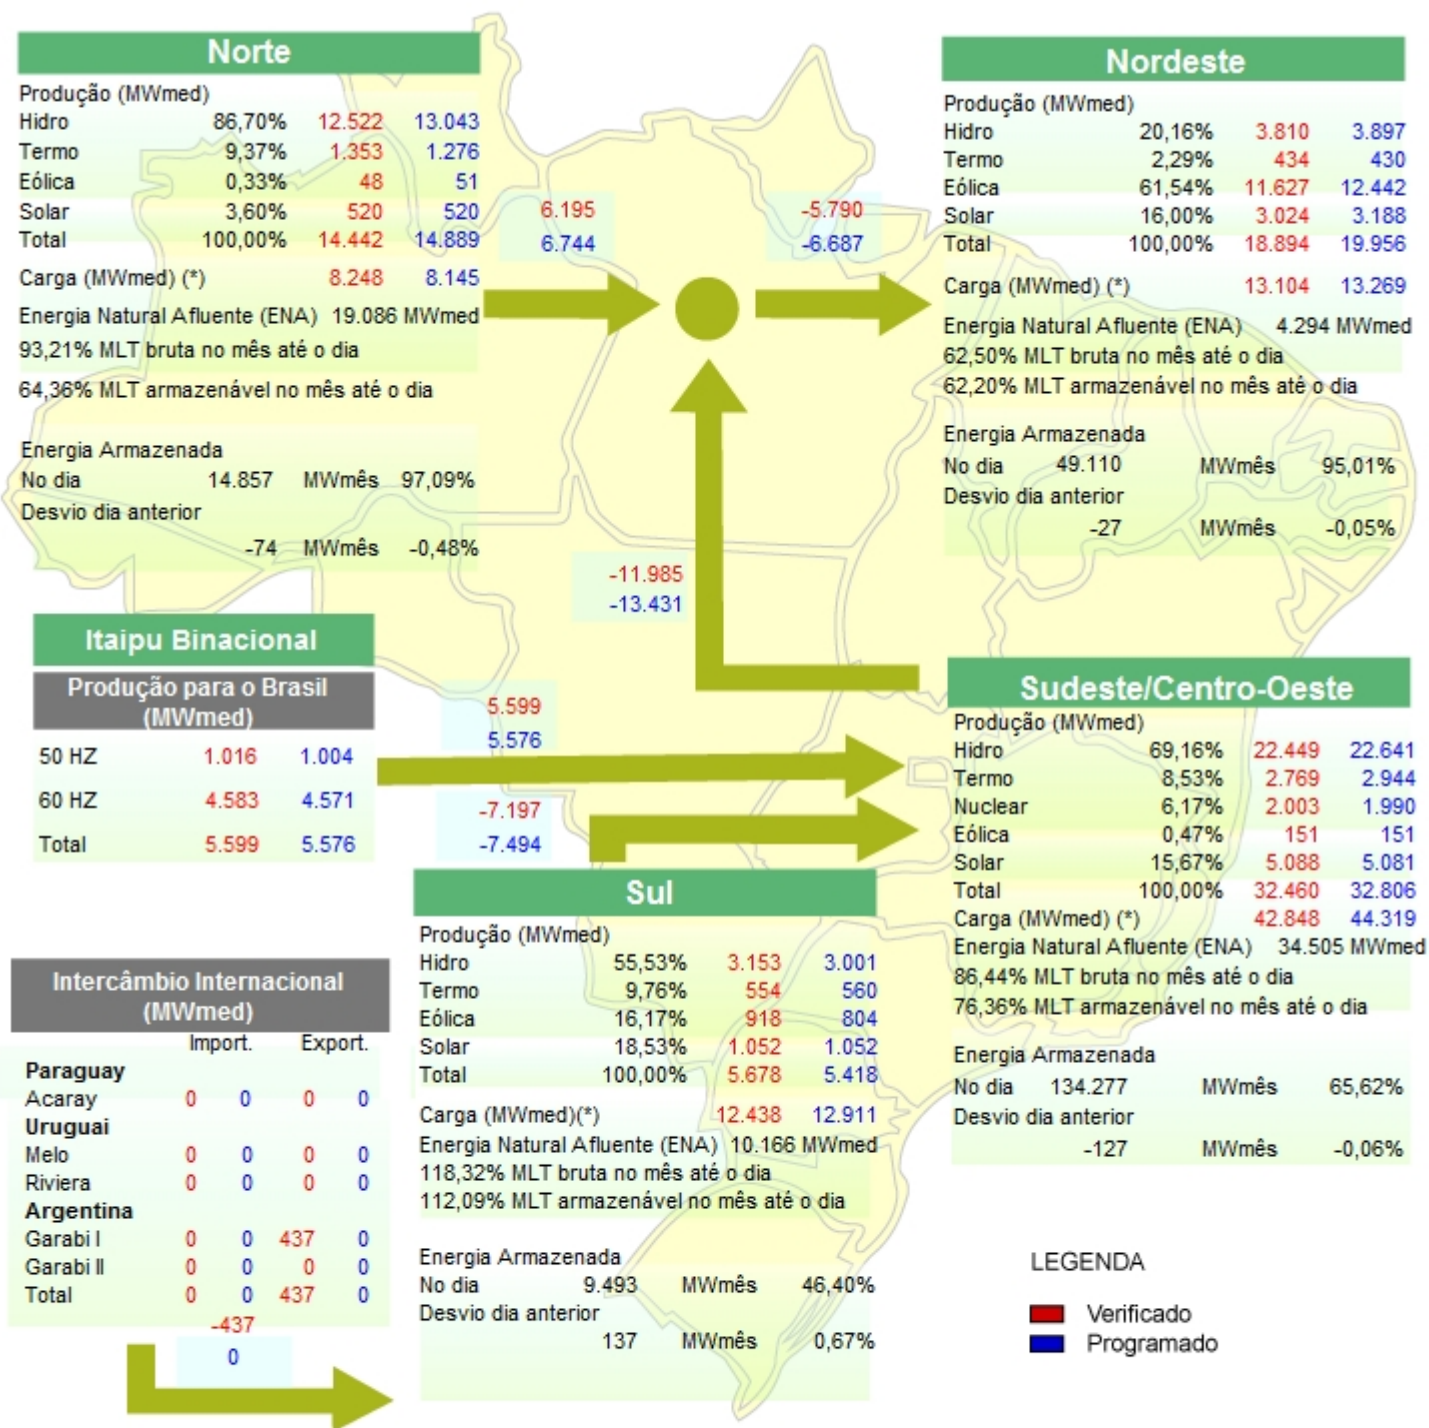 Norte
Produção (MWmed)
Hidro 86,70% 12.522 13.043
Termo 9,37% 1.353 1.276
Eólica 0,33% 48 51
Solar 3,60% 520 520
Total 100,00% 14.442 14.889
Carga (MWmed) (*) 8.248 8.145
Energia Natural Afluente (ENA) 19.086 MWmed
93,21% MLT bruta no mês até o dia
64,36% MLT armazenável no mês até o dia
Energia Armazenada
No dia 14.857 MWmês 97,09%
Desvio dia anterior
-74 MWmês -0,48%
6.195
6.744
-5.790
-6.687
Nordeste
Produção (MWmed)
Hidro 20,16% 3.810 3.897
Termo 2,29% 434 430
Eólica 61,54% 11.627 12.442
Solar 16,00% 3.024 3.188
Total 100,00% 18.894 19.956
Carga (MWmed) (*) 13.104 13.269
Energia Natural Afluente (ENA) 4.294 MWmed
62,50% MLT bruta no mês até o dia
62,20% MLT armazenável no mês até o dia
Energia Armazenada
No dia 49.110 MWmês 95,01%
Desvio dia anterior
-27 MWmês -0,05%
-11.985
-13.431
Itaipu Binacional
Produção para o Brasil
(MWmed)
50 HZ 1.016 1.004
60 HZ 4.583 4.571
Total 5.599 5.576
5.599
5.576
-7.197
-7.494
Sudeste/Centro-Oeste
Produção (MWmed)
Hidro 69,16% 22.449 22.641
Termo 8,53% 2.769 2.944
Nuclear 6,17% 2.003 1.990
Eólica 0,47% 151 151
Solar 15,67% 5.088 5.081
Total 100,00% 32.460 32.806
Carga (MWmed) (*) 42.848 44.319
Energia Natural Afluente (ENA) 34.505 MWmed
86,44% MLT bruta no mês até o dia
76,36% MLT armazenável no mês até o dia
Energia Armazenada
No dia 134.277 MWmês 65,62%
Desvio dia anterior
-127 MWmês -0,06%
Sul
Produção (MWmed)
Hidro 55,53% 3.153 3.001
Termo 9,76% 554 560
Eólica 16,17% 918 804
Solar 18,53% 1.052 1.052
Total 100,00% 5.678 5.418
Carga (MWmed)(*) 12.438 12.911
Energia Natural Afluente (ENA) 10.166 MWmed
118,32% MLT bruta no mês até o dia
112,09% MLT armazenável no mês até o dia
Energia Armazenada
No dia 9.493 MWmês 46,40%
Desvio dia anterior
137 MWmês 0,67%
Intercâmbio Internacional
(MWmed)
Import. Export.
Paraguay
Acaray 0 0 0 0
Uruguai
Melo 0 0 0 0
Riviera 0 0 0 0
Argentina
Garabi I 0 0 437 0
Garabi II 0 0 0 0
Total 0 0 437 0
-437
0
LEGENDA
Verificado
Programado